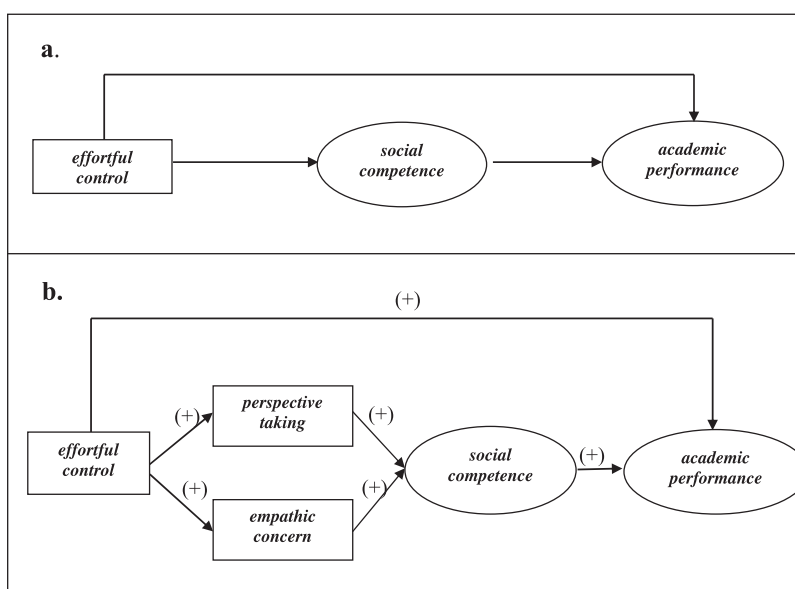 a.
effortful
control
social
competence
academic
performance
b.
(+)
effortful
control
(+)
perspective
taking
(+)
(+)
empathic
concern
(+)
social
competence
(+)
academic
performance